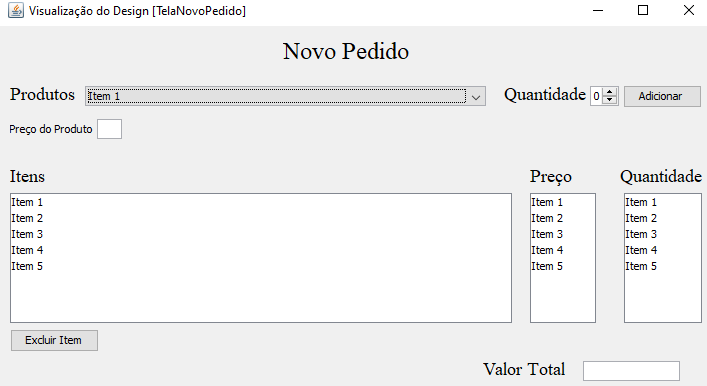 Visualização do Design [TelaNovoPedido]
Novo Pedido
Produtos Item 1 Quantidade 0 Adicionar
Preço do Produto
Itens Preço Quantidade
Item 1 Item 1 Item 1
Item 2 Item 2 Item 2
Item 3 Item 3 Item 3
Item 4 Item 4 Item 4
Item 5 Item 5 Item 5
Excluir Item
Valor Total